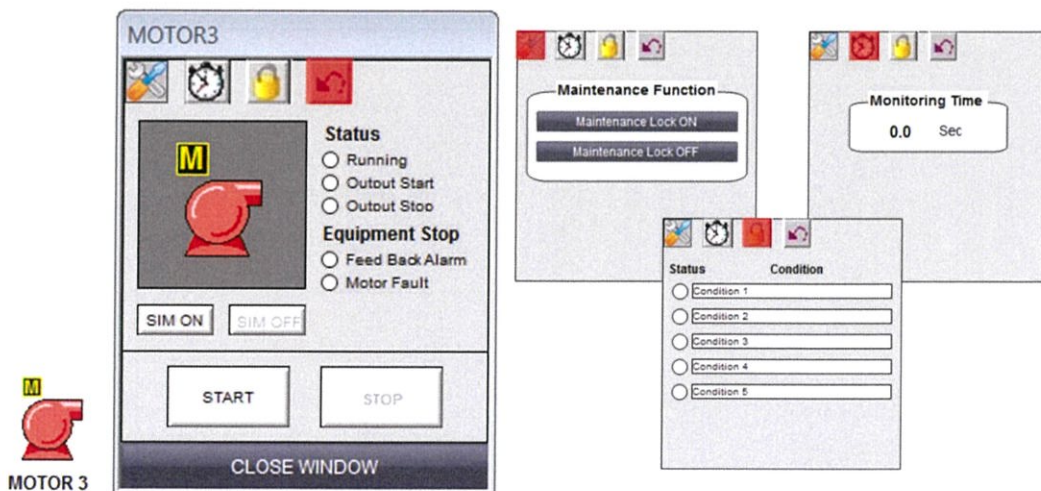 MOTOR3
M
Status
Running
Outout Start
Outout Stoo
Equipment Stop
Feed Back Alarm
Motor Fault
SIM ON
SIM OFF
START
STOP
CLOSE WINDOW
M
MOTOR 3
Maintenance Function
Maintenance Lock ON
Maintenance Lock OFF
Monitoring Time
0.0 Sec
Status Condition
Condition 1
Condition 2
Condition 3
Condition 4
Condition 5